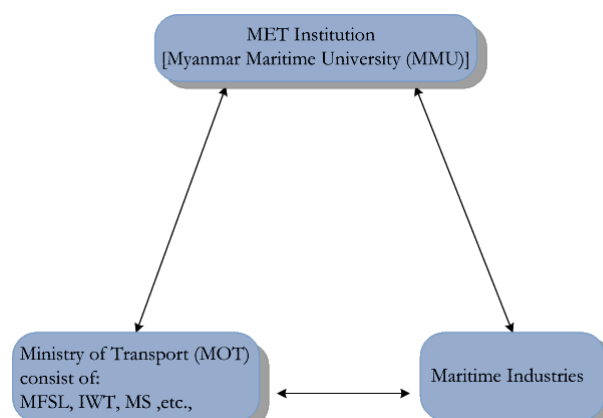 MET Institution
[Myanmar Maritime University (MMU)]
Ministry of Transport (MOT)
consist of:
MFSL, IWT, MS ,etc.,
Maritime Industries